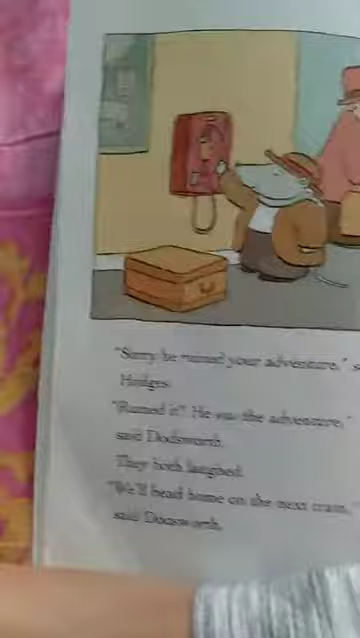 "Sorry he ruined your adventure," s
Hodges.
"Ruined it? He was the adventure,"
said Dodsworth.
They both laughed.
"We'll head home on the next train,"
said Dodsworth.